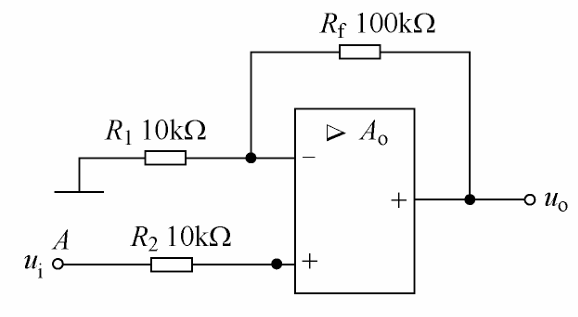 R_f 100kΩ
R_1 10kΩ
▷ A_o
−
+
u_o
A
R_2 10kΩ
u_i
+